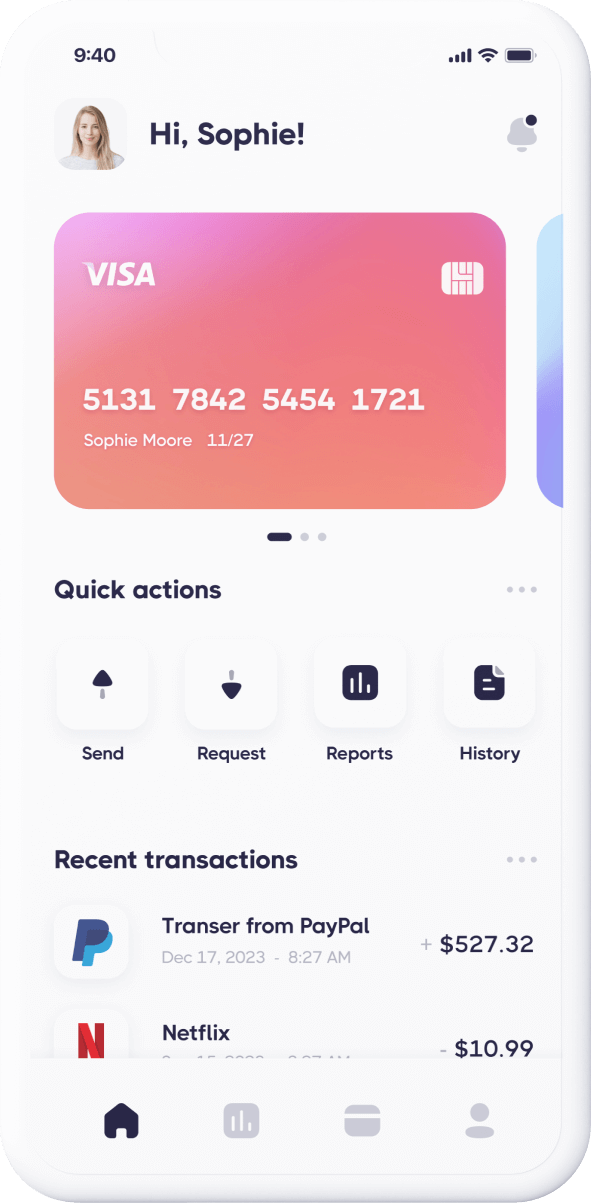 9:40
Hi, Sophie!
VISA
5131 7842 5454 1721
Sophie Moore 11/27
Quick actions
Send Request Reports History
Recent transactions
Transer from PayPal
Dec 17, 2023 - 8:27 AM
+ $527.32
Netflix
- $10.99